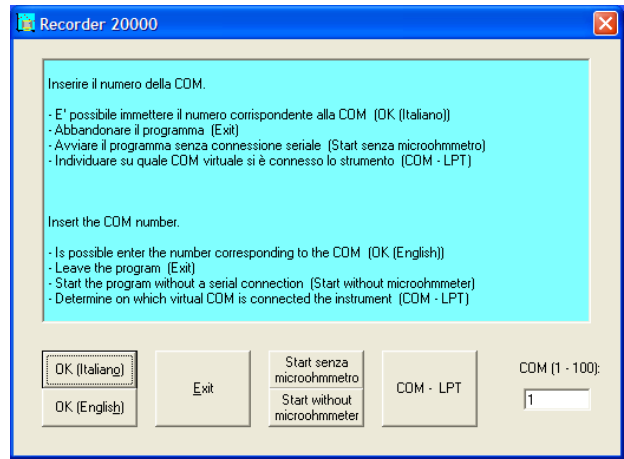 Recorder 20000
Inserire il numero della COM.
- E' possibile immettere il numero corrispondente alla COM (OK (Italiano))
- Abbandonare il programma (Exit)
- Avviare il programma senza connessione seriale (Start senza microohmmetro)
- Individuare su quale COM virtuale si è connesso lo strumento (COM - LPT)
Insert the COM number.
- Is possible enter the number corresponding to the COM (OK (English))
- Leave the program (Exit)
- Start the program without a serial connection (Start without microohmmeter)
- Determine on which virtual COM is connected the instrument (COM - LPT)
OK (Italiano)
OK (English)
Exit
Start senza
microohmmetro
Start without
microohmmeter
COM - LPT
COM (1 - 100):
1